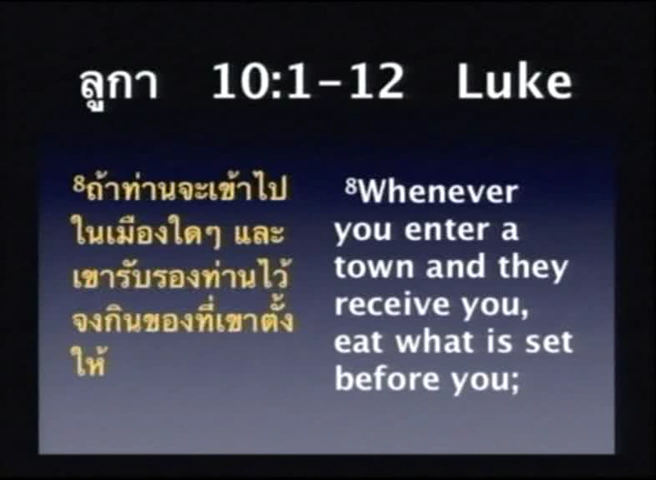 ลูกา 10:1-12 Luke
⁸ถ้าท่านจะเข้าไป
ในเมืองใดๆ และ
เขารับรองท่านไว้
จงกินของที่เขาตั้ง
ให้
⁸Whenever
you enter a
town and they
receive you,
eat what is set
before you;